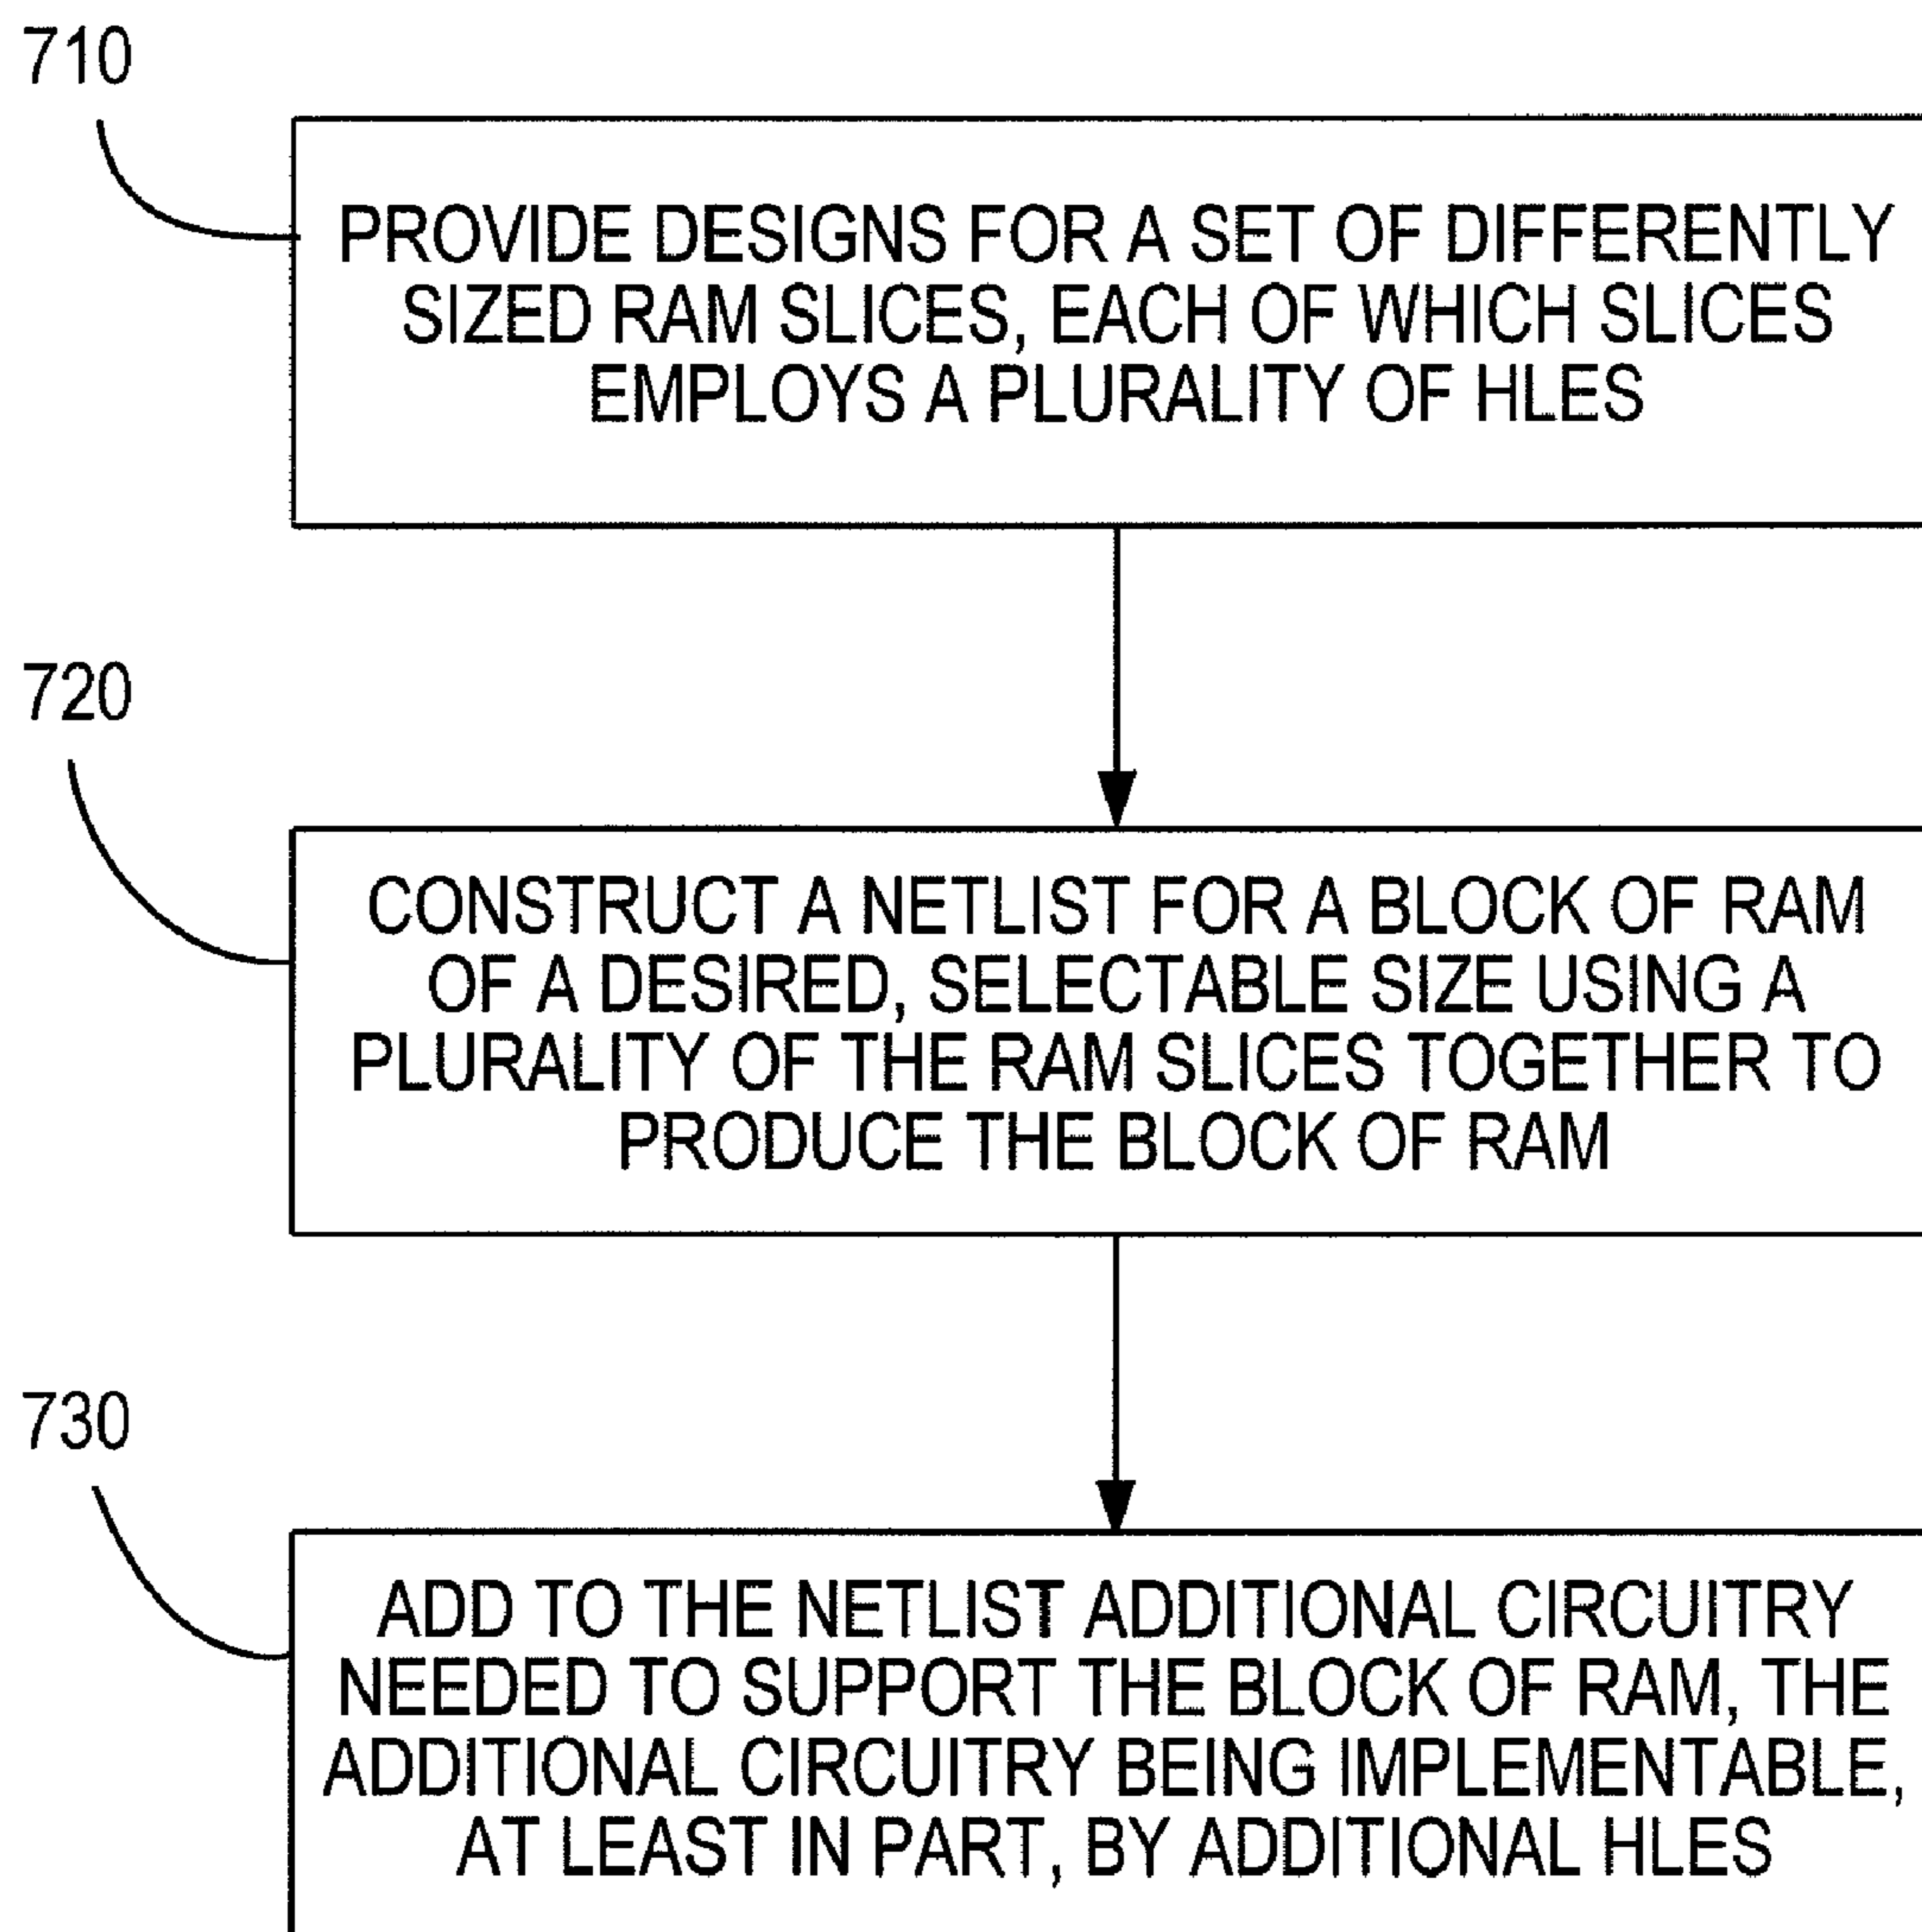 710
PROVIDE DESIGNS FOR A SET OF DIFFERENTLY
SIZED RAM SLICES, EACH OF WHICH SLICES
EMPLOYS A PLURALITY OF HLES
720
CONSTRUCT A NETLIST FOR A BLOCK OF RAM
OF A DESIRED, SELECTABLE SIZE USING A
PLURALITY OF THE RAM SLICES TOGETHER TO
PRODUCE THE BLOCK OF RAM
730
ADD TO THE NETLIST ADDITIONAL CIRCUITRY
NEEDED TO SUPPORT THE BLOCK OF RAM, THE
ADDITIONAL CIRCUITRY BEING IMPLEMENTABLE,
AT LEAST IN PART, BY ADDITIONAL HLES